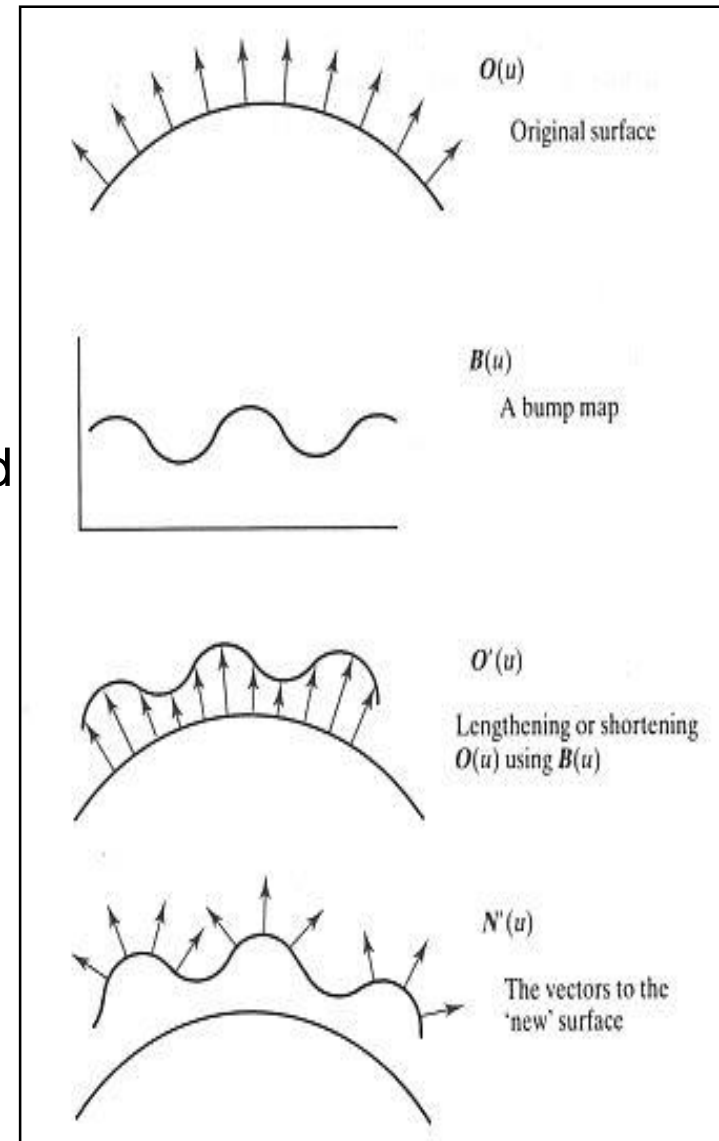 O(u)
Original surface
B(u)
A bump map
d
O'(u)
Lengthening or shortening
O(u) using B(u)
N'(u)
The vectors to the
'new' surface